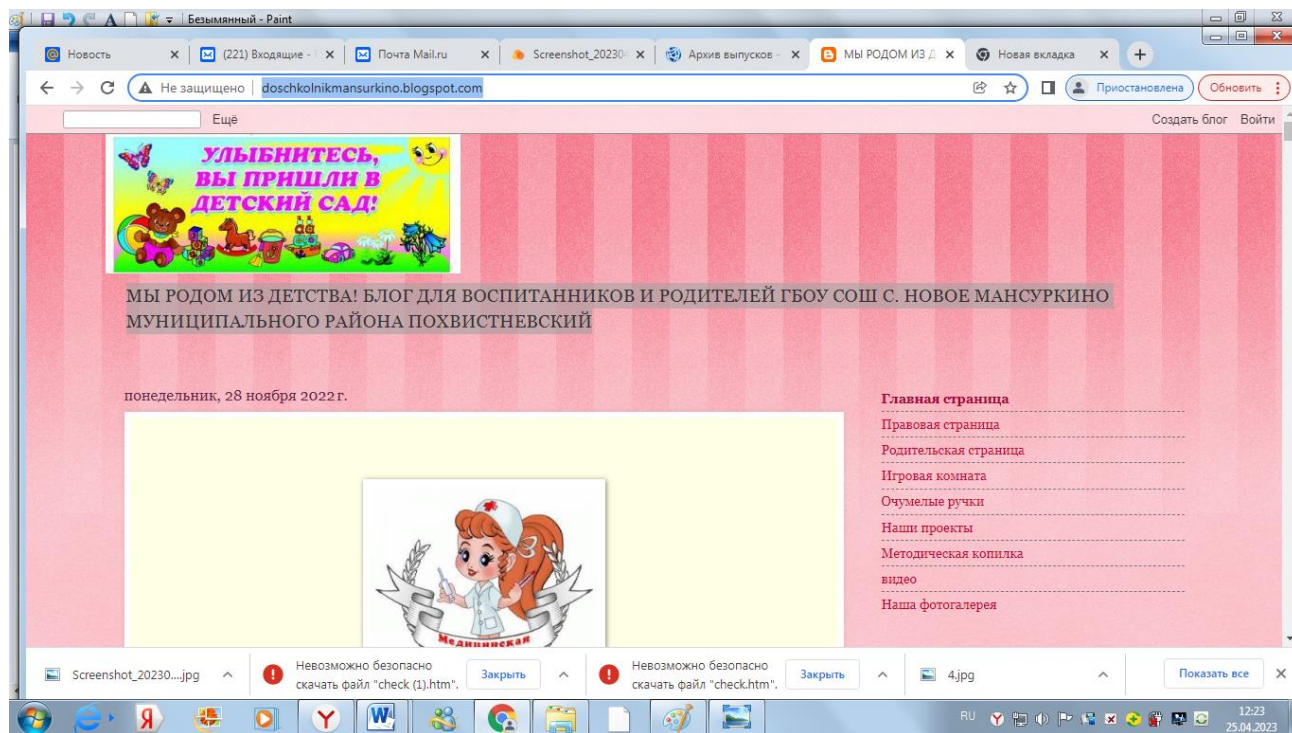 Безымянный - Paint
Новость
(221) Входящие -
Почта Mail.ru
Screenshot_20230
Архив выпусков -
МЫ РОДОМ ИЗ Д
Новая вкладка
Не защищено
doschkolnikmansurkino.blogspot.com
Приостановлена
Обновить
Ещё
Создать блог Войти
УЛЫБНИТЕСЬ,
ВЫ ПРИШЛИ В
ДЕТСКИЙ САД!
МЫ РОДОМ ИЗ ДЕТСТВА! БЛОГ ДЛЯ ВОСПИТАННИКОВ И РОДИТЕЛЕЙ ГБОУ СОШ С. НОВОЕ МАНСУРКИНО
МУНИЦИПАЛЬНОГО РАЙОНА ПОХВИСТНЕВСКИЙ
понедельник, 28 ноября 2022 г.
Медицинская
Главная страница
Правовая страница
Родительская страница
Игровая комната
Очумелые ручки
Наши проекты
Методическая копилка
видео
Наша фотогалерея
Screenshot_20230....jpg
Невозможно безопасно
скачать файл "check (1).htm".
Закрыть
Невозможно безопасно
скачать файл "check.htm".
Закрыть
4.jpg
Показать все
RU
12:23
25.04.2023